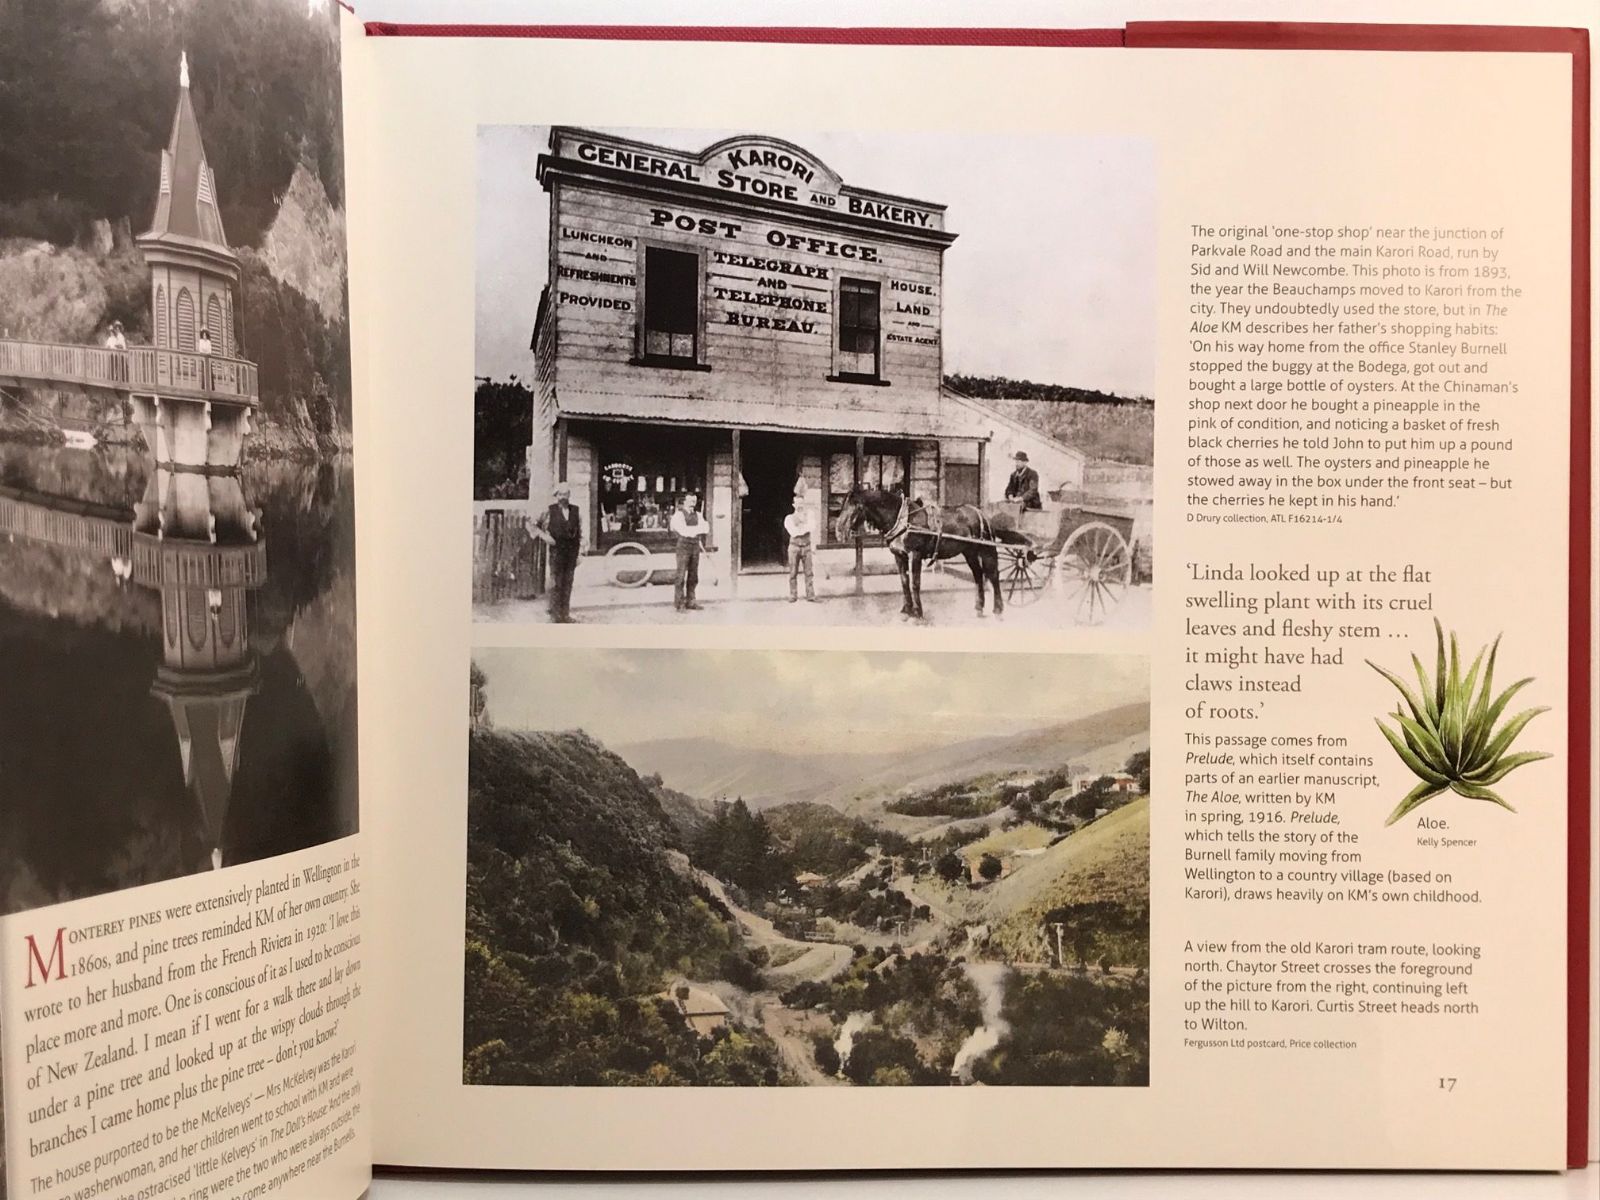 MONTEREY PINES were extensively planted in Wellington in the
1860s, and pine trees reminded KM of her own country. She
wrote to her husband from the French Riviera in 1920: 'I love this
place more and more. One is conscious of it as I used to be conscious
of New Zealand. I mean if I went for a walk there and lay down
under a pine tree and looked up at the wispy clouds through the
branches I came home plus the pine tree – don't you know?'
The house purported to be the McKelveys' — Mrs McKelvey was the Karori
washerwoman, and her children went to school with KM and were
the ostracised 'little Kelveys' in The Doll's House: 'And the only
ring were the two who were always outside, the
to come anywhere near the Burnells.
KARORI
GENERAL STORE AND BAKERY.
POST OFFICE.
LUNCHEON
AND
REFRESHMENTS
PROVIDED.
TELEGRAPH
AND
TELEPHONE
BUREAU.
HOUSE,
LAND
AND
ESTATE AGENT.
The original 'one-stop shop' near the junction of
Parkvale Road and the main Karori Road, run by
Sid and Will Newcombe. This photo is from 1893,
the year the Beauchamps moved to Karori from the
city. They undoubtedly used the store, but in The
Aloe KM describes her father's shopping habits:
'On his way home from the office Stanley Burnell
stopped the buggy at the Bodega, got out and
bought a large bottle of oysters. At the Chinaman's
shop next door he bought a pineapple in the
pink of condition, and noticing a basket of fresh
black cherries he told John to put him up a pound
of those as well. The oysters and pineapple he
stowed away in the box under the front seat – but
the cherries he kept in his hand.'
D Drury collection, ATL F16214-1/4
'Linda looked up at the flat
swelling plant with its cruel
leaves and fleshy stem ...
it might have had
claws instead
of roots.'
This passage comes from
Prelude, which itself contains
parts of an earlier manuscript,
The Aloe, written by KM
in spring, 1916. Prelude,
which tells the story of the
Burnell family moving from
Wellington to a country village (based on
Karori), draws heavily on KM's own childhood.
Aloe.
Kelly Spencer
A view from the old Karori tram route, looking
north. Chaytor Street crosses the foreground
of the picture from the right, continuing left
up the hill to Karori. Curtis Street heads north
to Wilton.
Fergusson Ltd postcard, Price collection
17